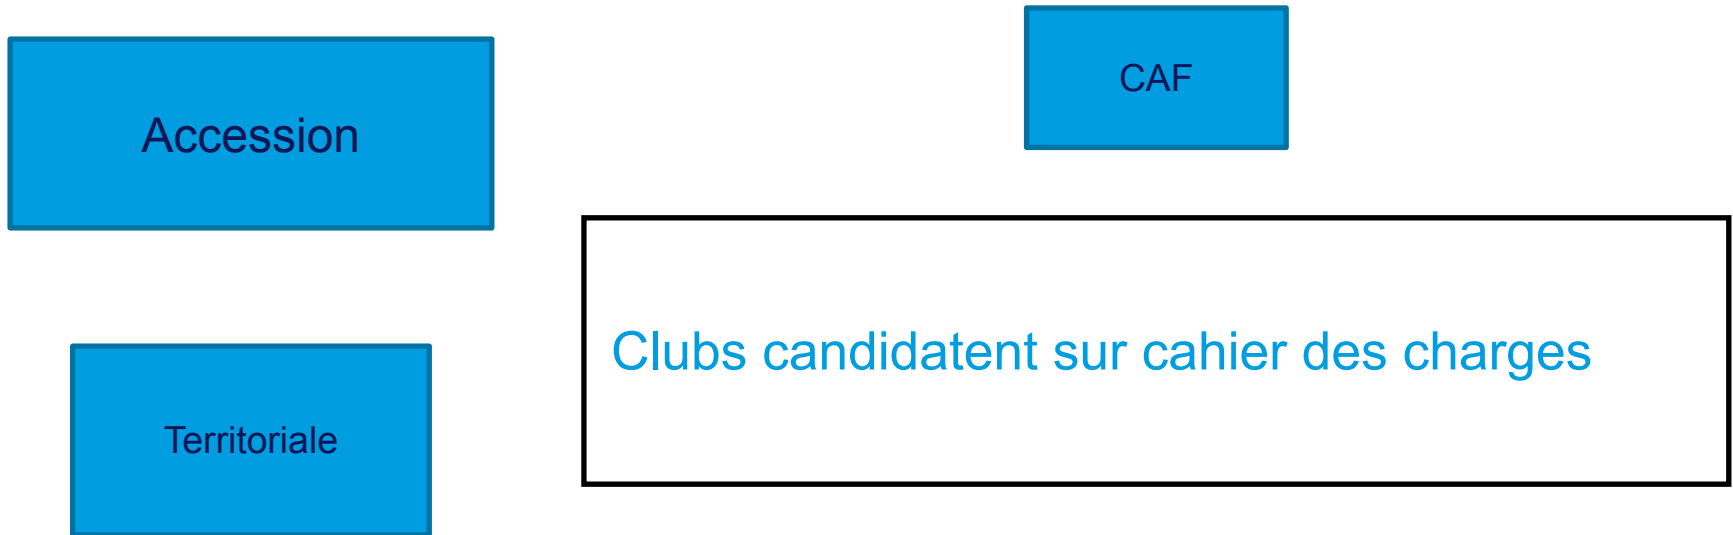 CAF
Accession
Clubs candidatent sur cahier des charges
Territoriale